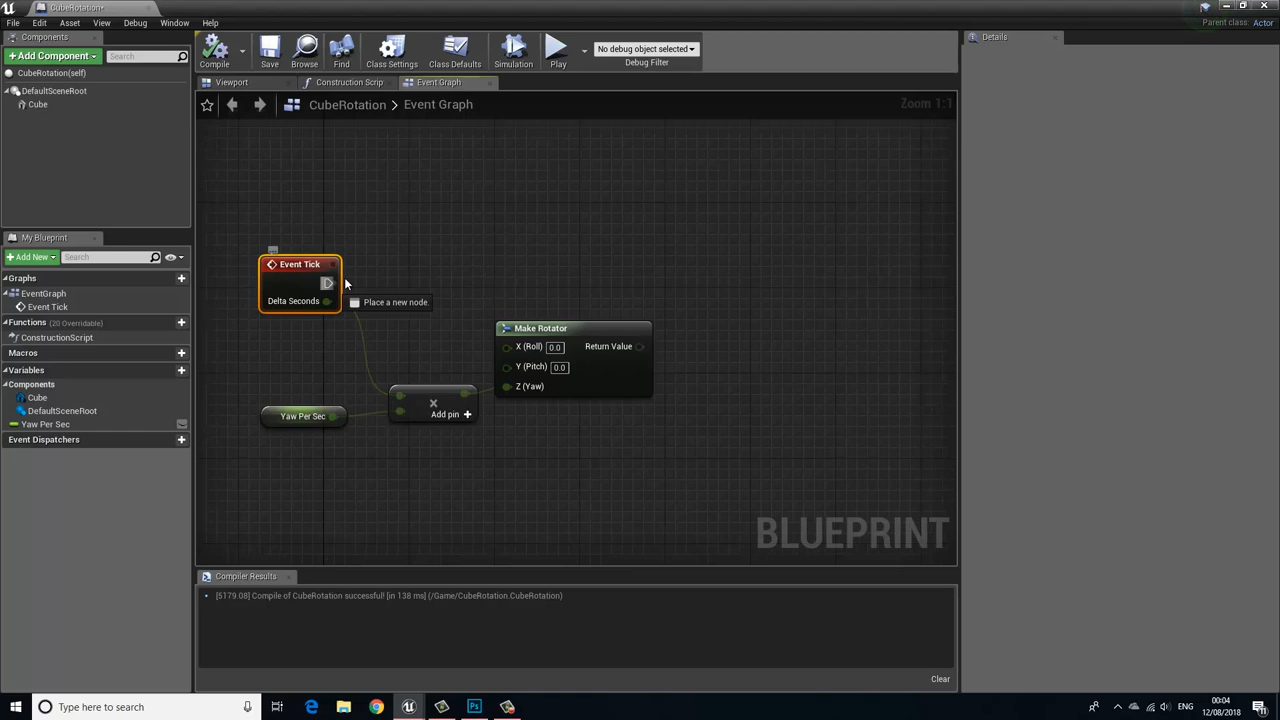 CubeRotation*
File Edit Asset View Debug Window Help
Parent class: Actor
Components
Details
+Add Component
Search
CubeRotation(self)
DefaultSceneRoot
Cube
Compile
Save
Browse
Find
Class Settings
Class Defaults
Simulation
Play
No debug object selected
Debug Filter
Viewport
Construction Scrip
Event Graph
CubeRotation > Event Graph
Zoom 1:1
My Blueprint
+Add New
Search
Graphs
EventGraph
Event Tick
Functions (20 Overridable)
ConstructionScript
Macros
Variables
Components
Cube
DefaultSceneRoot
Yaw Per Sec
Event Dispatchers
Event Tick
Delta Seconds
Place a new node.
Make Rotator
X (Roll) 0.0 Return Value
Y (Pitch) 0.0
Z (Yaw)
Add pin +
Yaw Per Sec
BLUEPRINT
Compiler Results
[5179.08] Compile of CubeRotation successful! [in 138 ms] (/Game/CubeRotation.CubeRotation)
Clear
Type here to search
ENG
00:04
12/08/2018